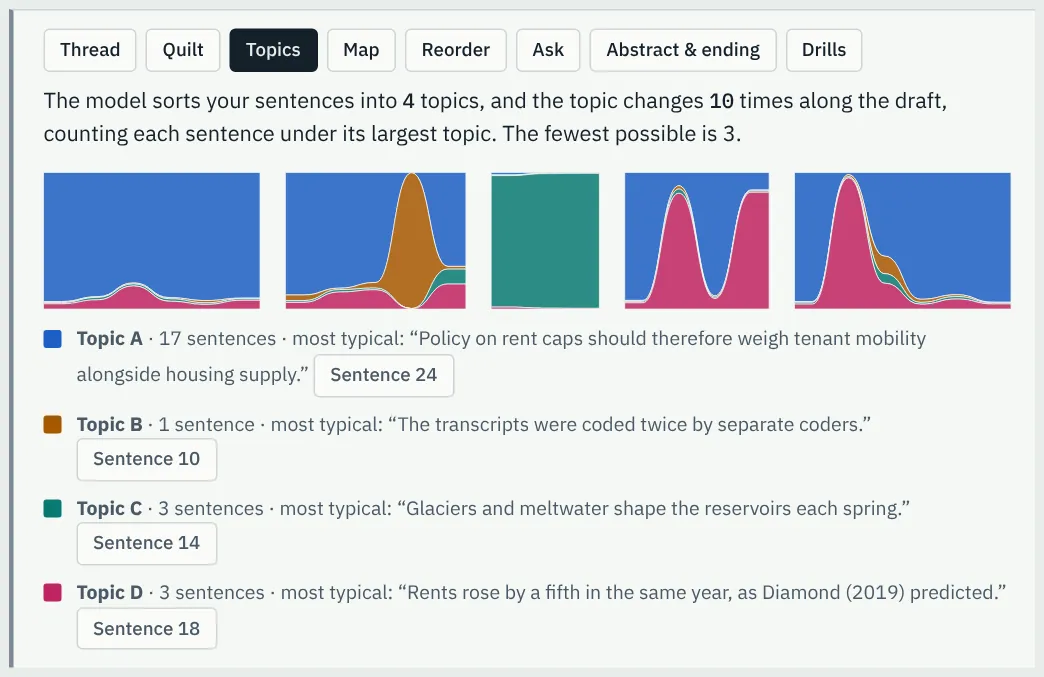 Thread Quilt Topics Map Reorder Ask Abstract & ending Drills
The model sorts your sentences into 4 topics, and the topic changes 10 times along the draft,
counting each sentence under its largest topic. The fewest possible is 3.
Topic A · 17 sentences · most typical: “Policy on rent caps should therefore weigh tenant mobility
alongside housing supply.” Sentence 24
Topic B · 1 sentence · most typical: “The transcripts were coded twice by separate coders.”
Sentence 10
Topic C · 3 sentences · most typical: “Glaciers and meltwater shape the reservoirs each spring.”
Sentence 14
Topic D · 3 sentences · most typical: “Rents rose by a fifth in the same year, as Diamond (2019) predicted.”
Sentence 18